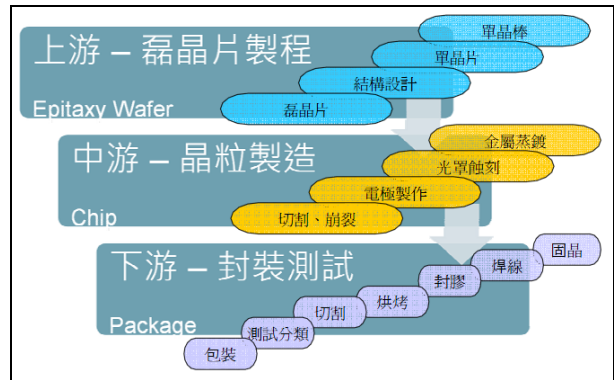 上游 – 磊晶片製程
Epitaxy Wafer
單晶棒
單晶片
結構設計
磊晶片
中游 – 晶粒製造
Chip
金屬蒸鍍
光罩蝕刻
電極製作
切割、崩裂
下游 – 封裝測試
Package
固晶
焊線
封膠
烘烤
切割
測試分類
包裝